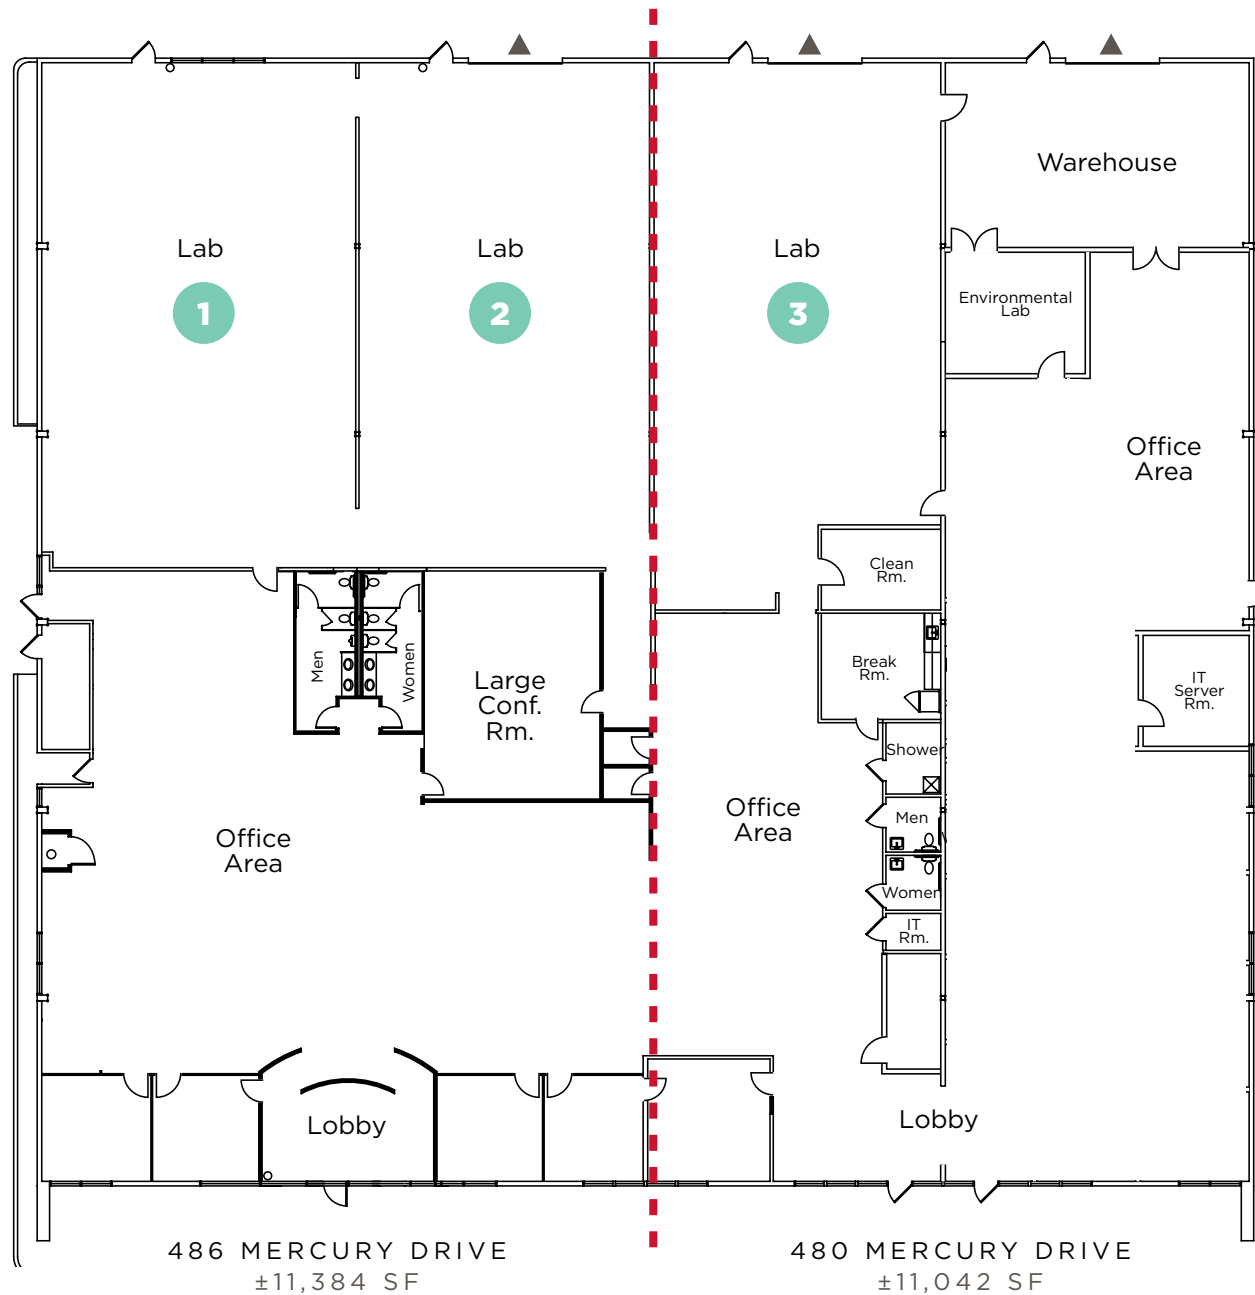 Warehouse
Lab
1
Lab
2
Lab
3
Environmental
Lab
Office
Area
Clean
Rm.
Men
Women
Large
Conf.
Rm.
Break
Rm.
IT
Server
Rm.
Shower
Office
Area
Office
Area
Men
Women
IT
Rm.
Lobby
Lobby
486 MERCURY DRIVE
±11,384 SF
480 MERCURY DRIVE
±11,042 SF